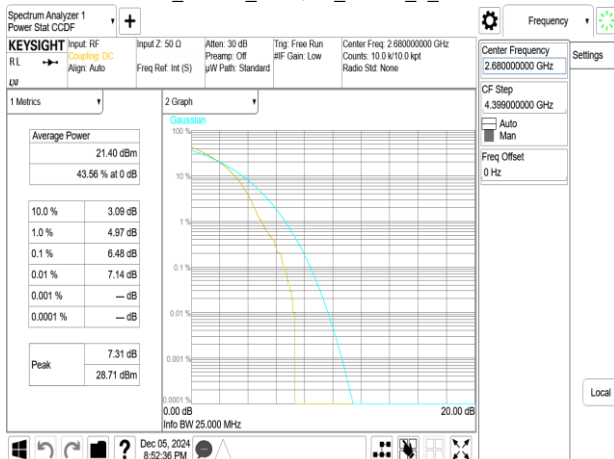 Spectrum Analyzer 1
Power Stat CCDF
Frequency
KEYSIGHT
RL
Input: RF
Coupling: DC
Align: Auto
Input Z: 50 Ω
Freq Ref: Int (S)
Atten: 30 dB
Preamp: Off
µW Path: Standard
Trig: Free Run
#IF Gain: Low
Center Freq: 2.680000000 GHz
Counts: 10.0 k/10.0 kpt
Radio Std: None
LXI
1 Metrics
Average Power
21.40 dBm
43.56 % at 0 dB
10.0 % 3.09 dB
1.0 % 4.97 dB
0.1 % 6.48 dB
0.01 % 7.14 dB
0.001 % — dB
0.0001 % — dB
Peak
7.31 dB
28.71 dBm
2 Graph
Gaussian
100 %
10 %
1 %
0.1 %
0.01 %
0.001 %
0.0001 %
0.00 dB
20.00 dB
Info BW 25.000 MHz
Center Frequency
2.680000000 GHz
CF Step
4.399000000 GHz
Auto
Man
Freq Offset
0 Hz
Settings
Local
?
Dec 05, 2024
8:52:36 PM